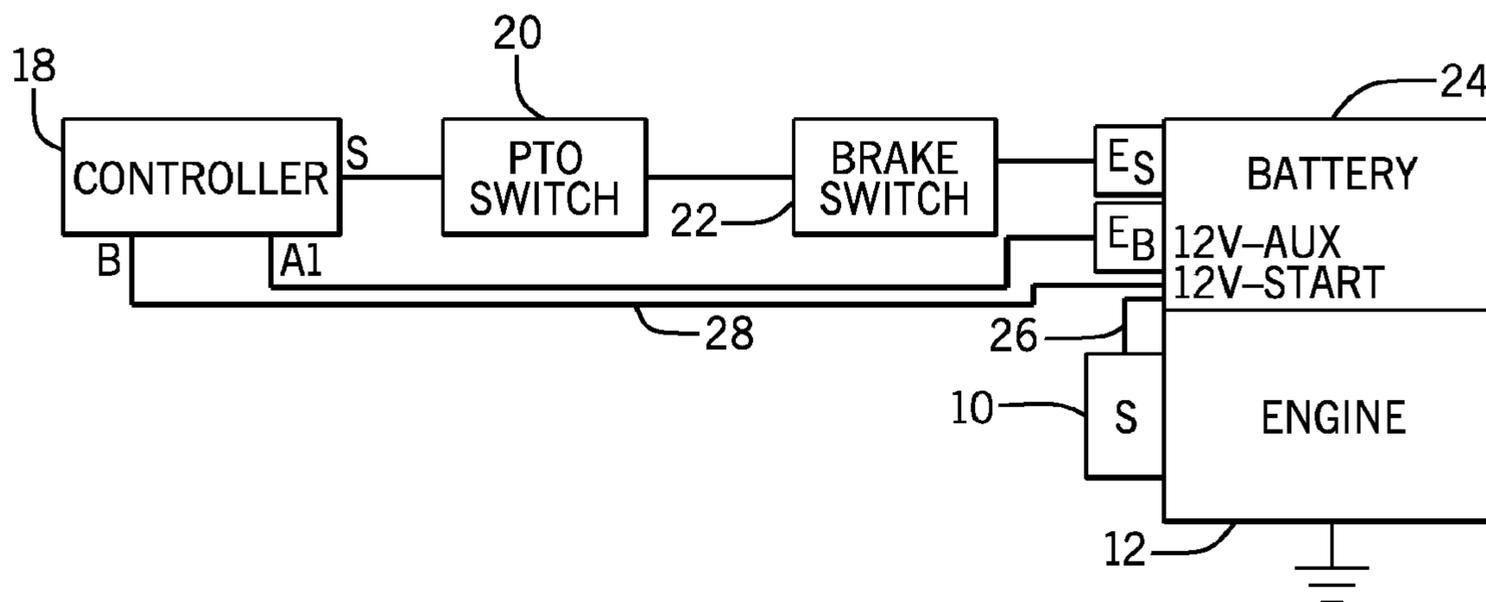 20
18
24
CONTROLLER
S
PTO
SWITCH
BRAKE
SWITCH
22
ES
BATTERY
EB
12V–AUX
12V–START
B
A1
28
26
10
S
ENGINE
12